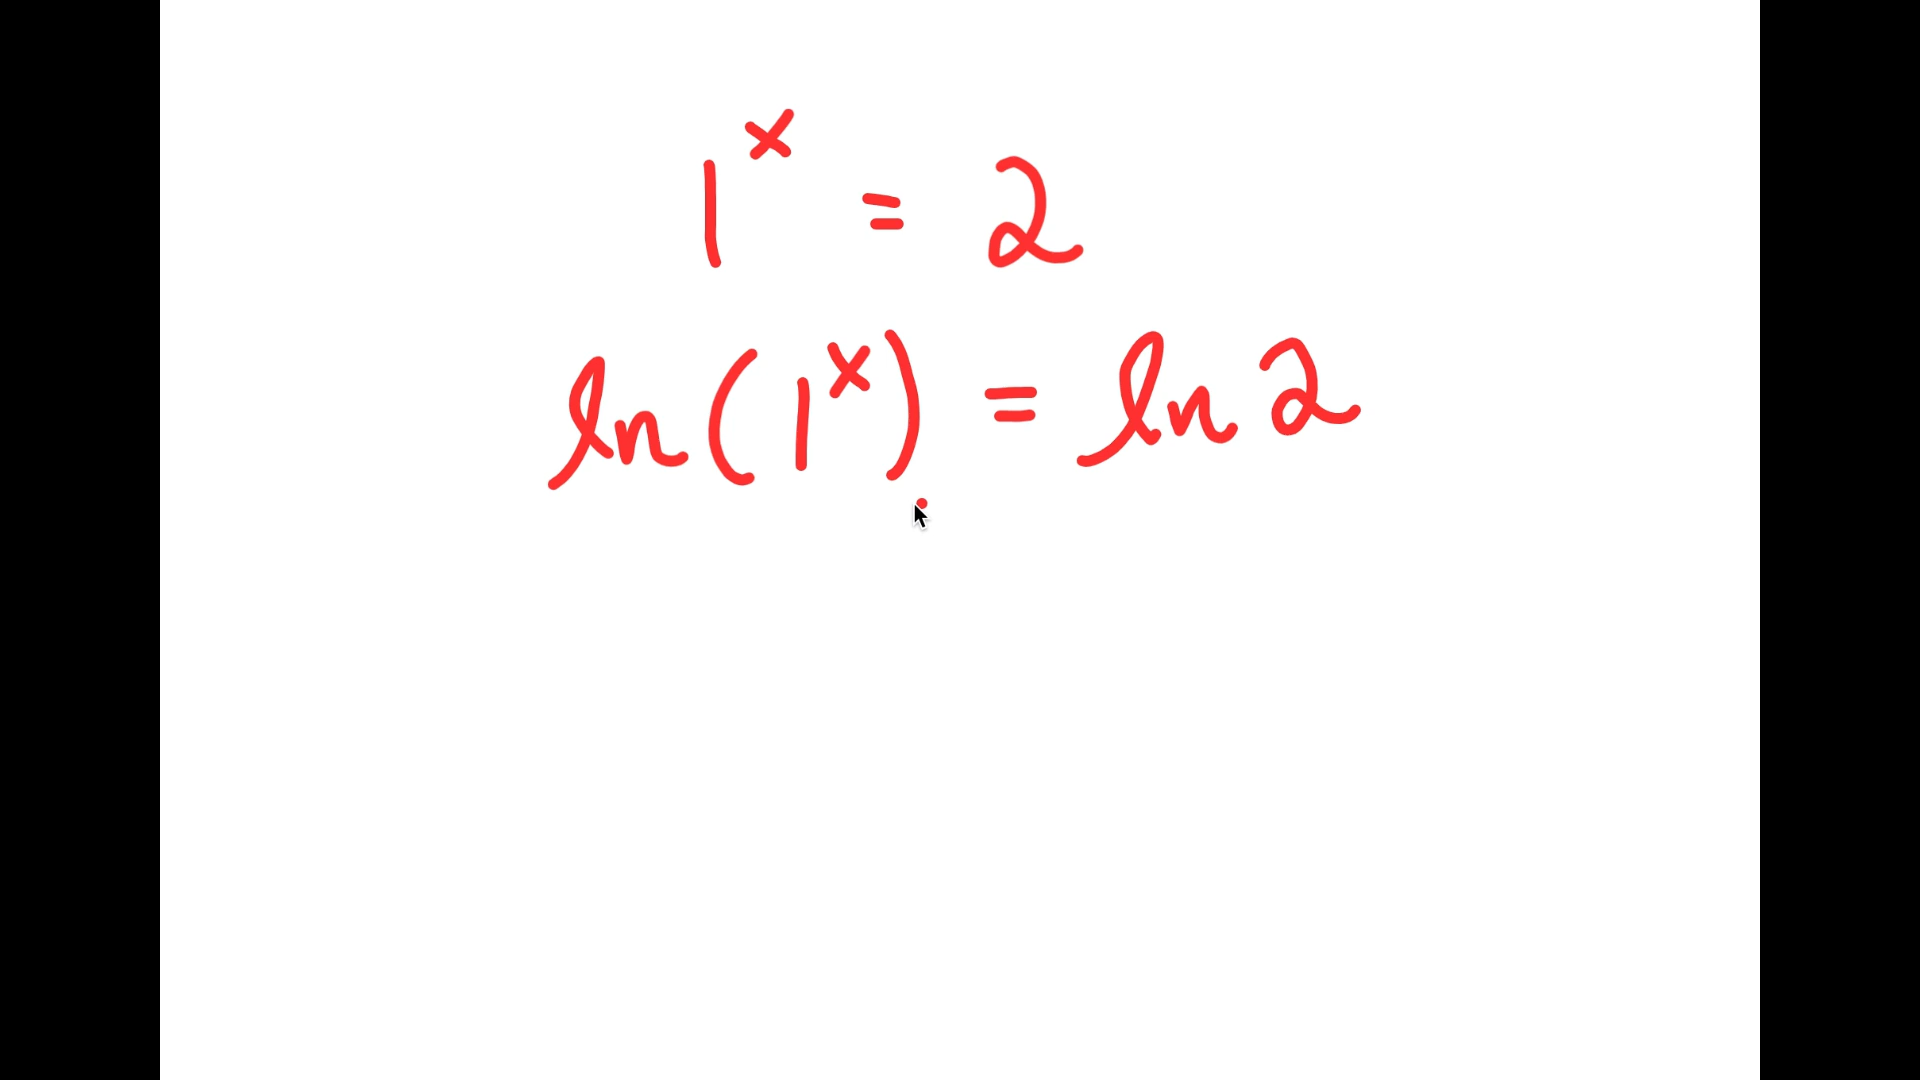 1^x = 2
ln(1^x) = ln 2